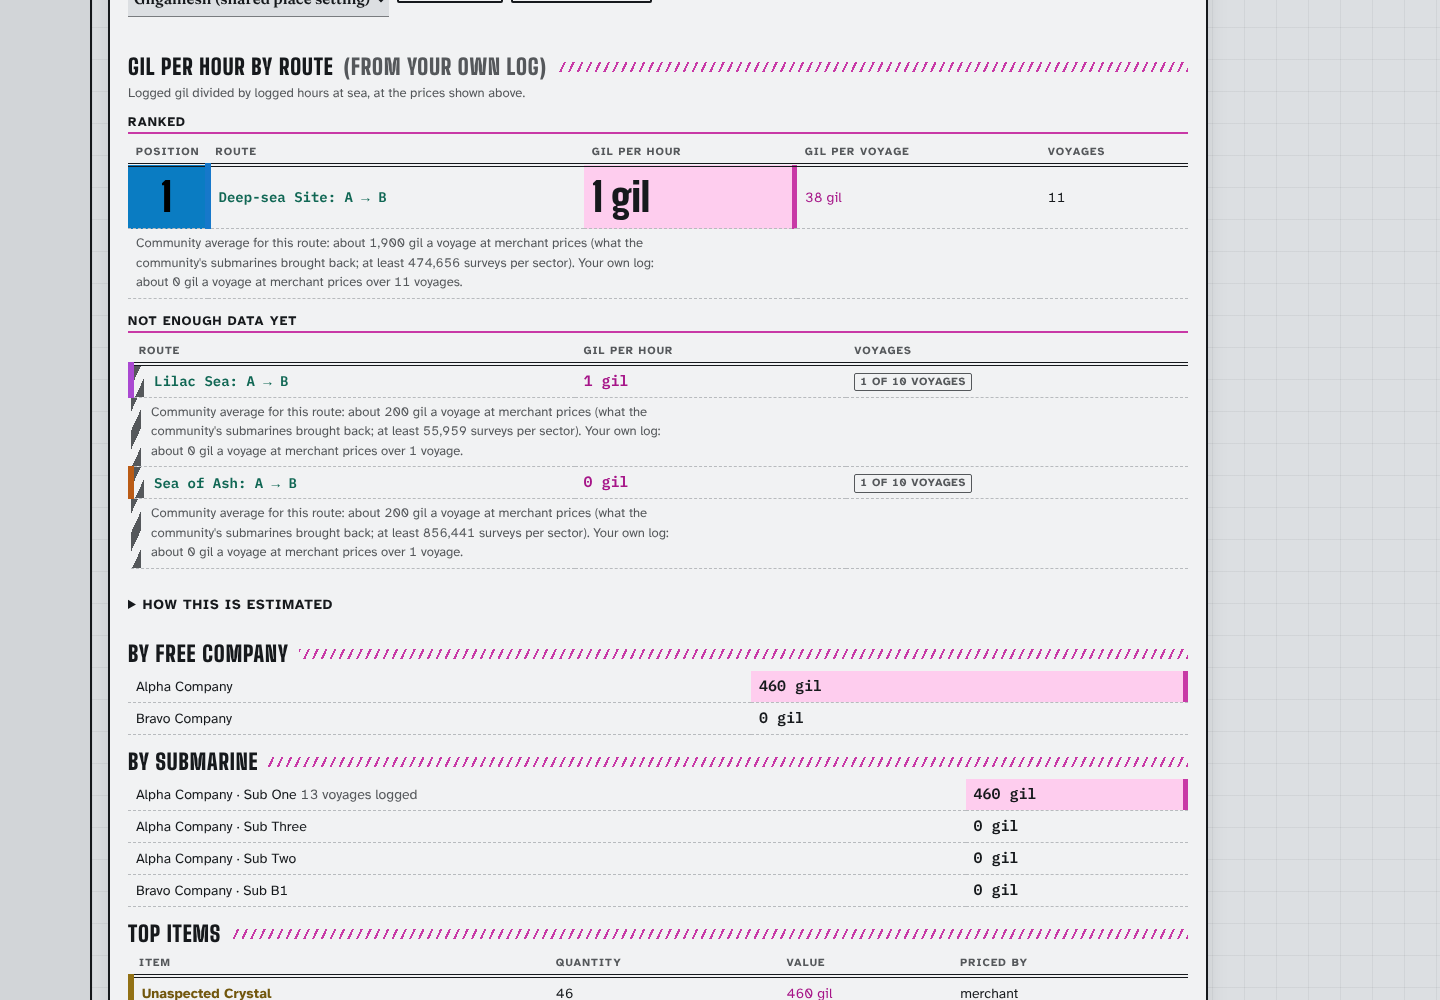 Gilgamesh (shared place setting)
GIL PER HOUR BY ROUTE (FROM YOUR OWN LOG)
Logged gil divided by logged hours at sea, at the prices shown above.
RANKED
POSITION ROUTE GIL PER HOUR GIL PER VOYAGE VOYAGES
1 Deep-sea Site: A → B 1 gil 38 gil 11
Community average for this route: about 1,900 gil a voyage at merchant prices (what the
community's submarines brought back; at least 474,656 surveys per sector). Your own log:
about 0 gil a voyage at merchant prices over 11 voyages.
NOT ENOUGH DATA YET
ROUTE GIL PER HOUR VOYAGES
Lilac Sea: A → B 1 gil 1 OF 10 VOYAGES
Community average for this route: about 200 gil a voyage at merchant prices (what the
community's submarines brought back; at least 55,959 surveys per sector). Your own log:
about 0 gil a voyage at merchant prices over 1 voyage.
Sea of Ash: A → B 0 gil 1 OF 10 VOYAGES
Community average for this route: about 200 gil a voyage at merchant prices (what the
community's submarines brought back; at least 856,441 surveys per sector). Your own log:
about 0 gil a voyage at merchant prices over 1 voyage.
HOW THIS IS ESTIMATED
BY FREE COMPANY
Alpha Company 460 gil
Bravo Company 0 gil
BY SUBMARINE
Alpha Company · Sub One 13 voyages logged 460 gil
Alpha Company · Sub Three 0 gil
Alpha Company · Sub Two 0 gil
Bravo Company · Sub B1 0 gil
TOP ITEMS
ITEM QUANTITY VALUE PRICED BY
Unaspected Crystal 46 460 gil merchant